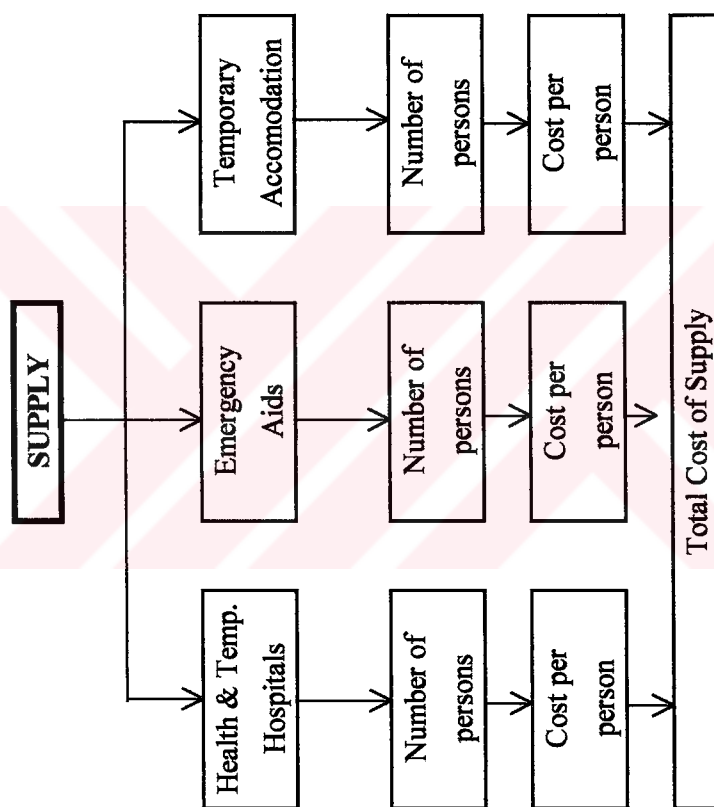 SUPPLY
Health & Temp.
Hospitals
Emergency
Aids
Temporary
Accomodation
Number of
persons
Number of
persons
Number of
persons
Cost per
person
Cost per
person
Cost per
person
Total Cost of Supply